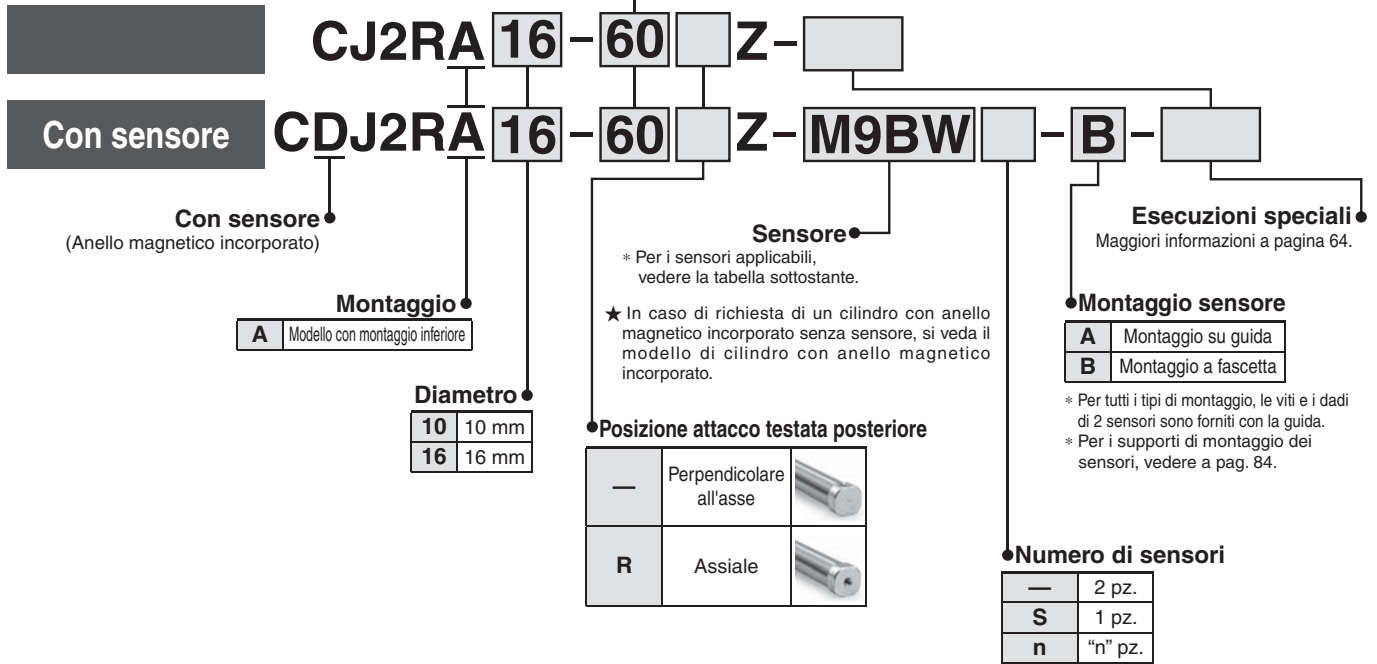 CJ2RA 16 - 60 Z -
Con sensore CDJ2RA 16 - 60 Z - M9BW - B -
Con sensore
(Anello magnetico incorporato)
Montaggio
A Modello con montaggio inferiore
Diametro
10 10 mm
16 16 mm
Sensore
* Per i sensori applicabili,
vedere la tabella sottostante.
★ In caso di richiesta di un cilindro con anello
magnetico incorporato senza sensore, si veda il
modello di cilindro con anello magnetico
incorporato.
Posizione attacco testata posteriore
— Perpendicolare
all'asse
R Assiale
Esecuzioni speciali
Maggiori informazioni a pagina 64.
Montaggio sensore
A Montaggio su guida
B Montaggio a fascetta
* Per tutti i tipi di montaggio, le viti e i dadi
di 2 sensori sono forniti con la guida.
* Per i supporti di montaggio dei
sensori, vedere a pag. 84.
Numero di sensori
— 2 pz.
S 1 pz.
n “n” pz.